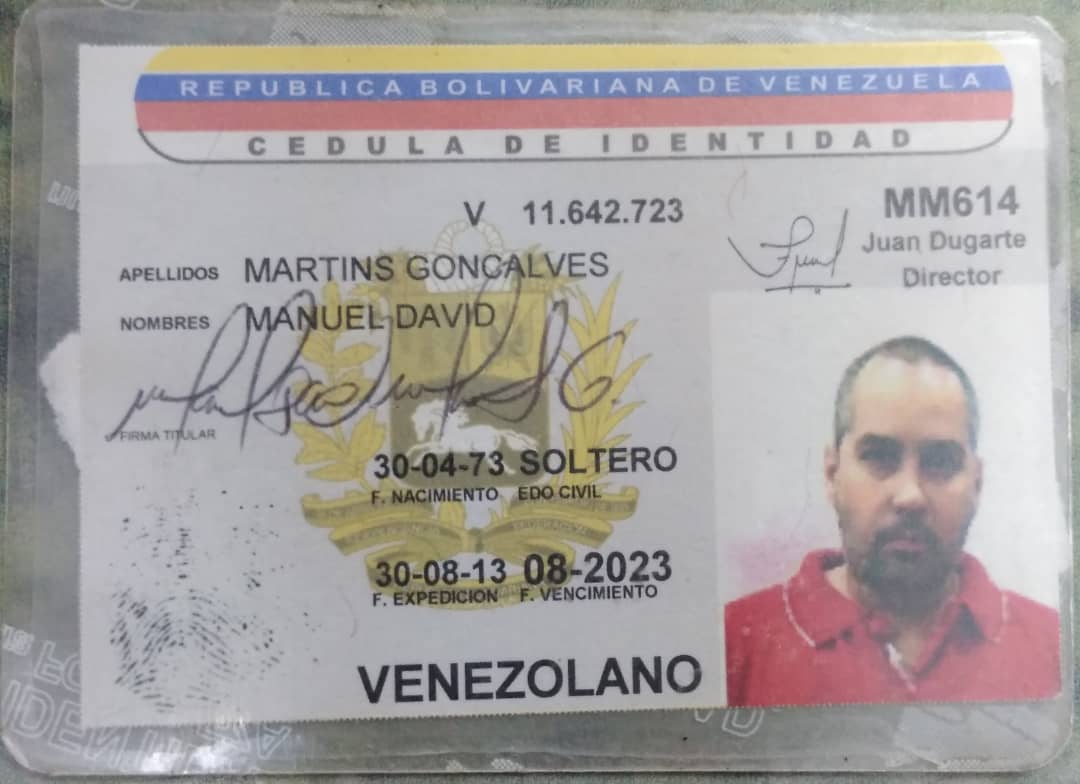 REPUBLICA BOLIVARIANA DE VENEZUELA
CEDULA DE IDENTIDAD
V 11.642.723
MM614
Juan Dugarte
Director
APELLIDOS MARTINS GONCALVES
NOMBRES MANUEL DAVID
FIRMA TITULAR
30-04-73 SOLTERO
F. NACIMIENTO EDO CIVIL
30-08-13 08-2023
F. EXPEDICION F. VENCIMIENTO
VENEZOLANO